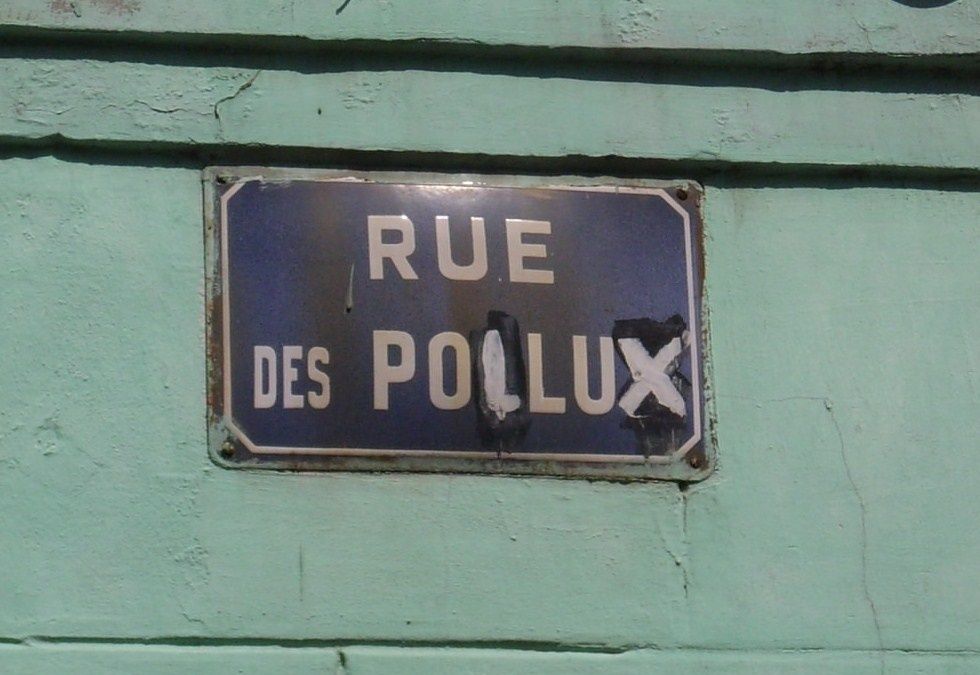 RUE
DES POLLUX